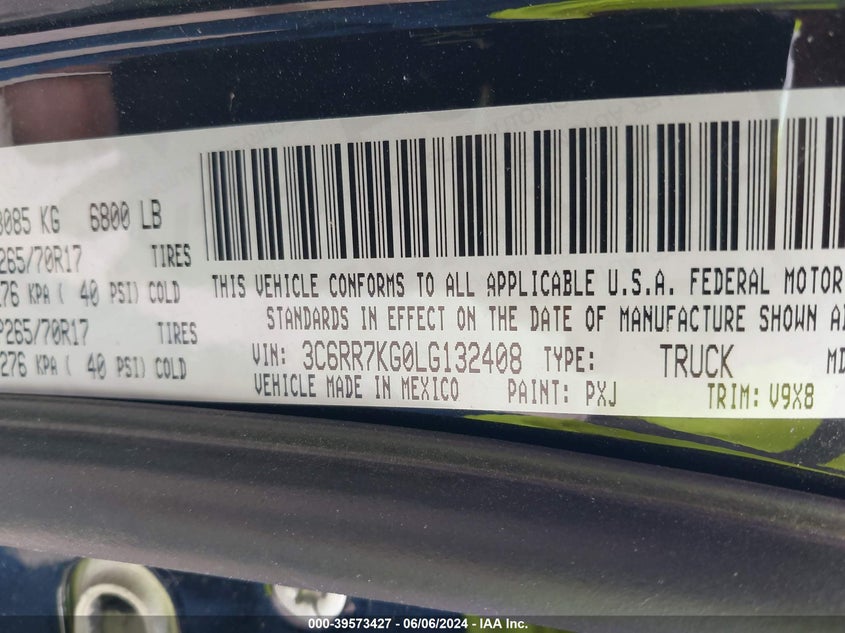 3085 KG 6800 LB
265/70R17 TIRES
276 KPA ( 40 PSI) COLD
P265/70R17 TIRES
276 KPA ( 40 PSI) COLD
THIS VEHICLE CONFORMS TO ALL APPLICABLE U.S.A. FEDERAL MOTOR
STANDARDS IN EFFECT ON THE DATE OF MANUFACTURE SHOWN
VIN: 3C6RR7KG0LG132408 TYPE: TRUCK MD
VEHICLE MADE IN MEXICO PAINT: PXJ TRIM: V9X8
000-39573427 - 06/06/2024 - IAA Inc.